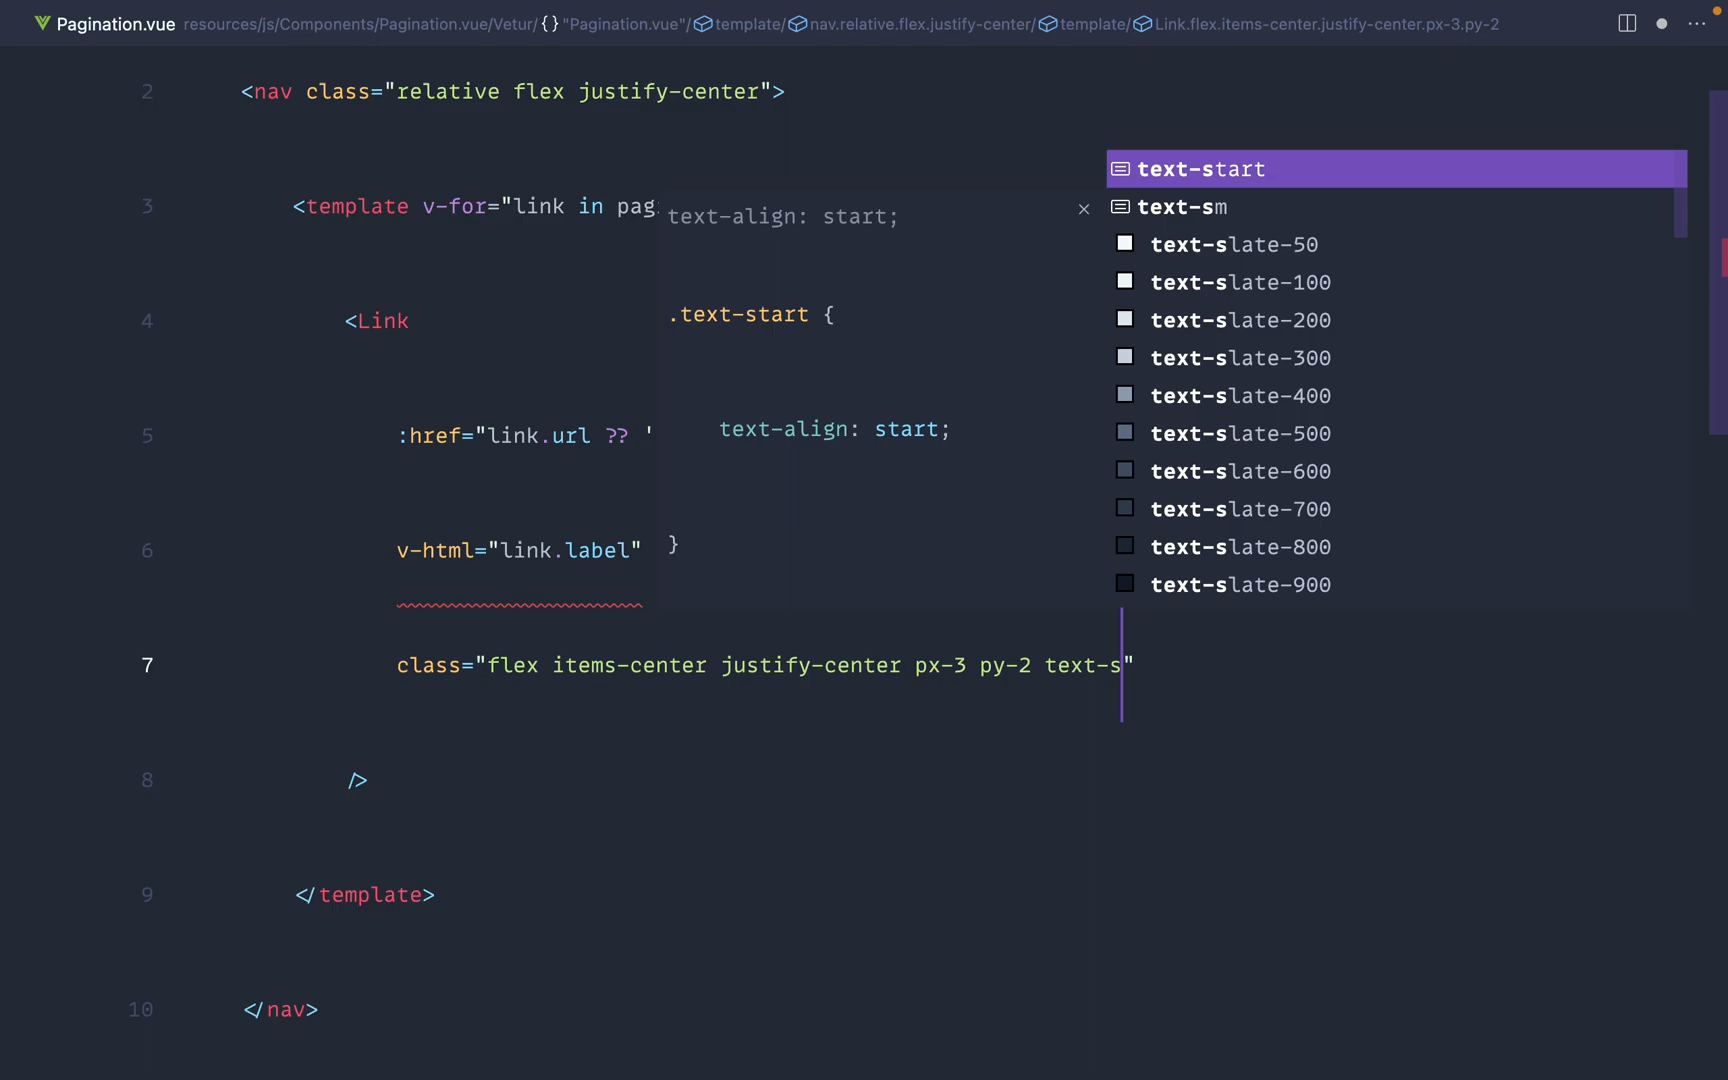 Pagination.vue resources/js/Components/Pagination.vue/Vetur/{} "Pagination.vue"/template/nav.relative.flex.justify-center/template/Link.flex.items-center.justify-center.px-3.py-2
2 <nav class="relative flex justify-center">
3 <template v-for="link in pag
4 <Link
5 :href="link.url ?? '
6 v-html="link.label"
7 class="flex items-center justify-center px-3 py-2 text-s"
8 />
9 </template>
10 </nav>
text-align: start;
.text-start {
text-align: start;
}
text-start
text-sm
text-slate-50
text-slate-100
text-slate-200
text-slate-300
text-slate-400
text-slate-500
text-slate-600
text-slate-700
text-slate-800
text-slate-900